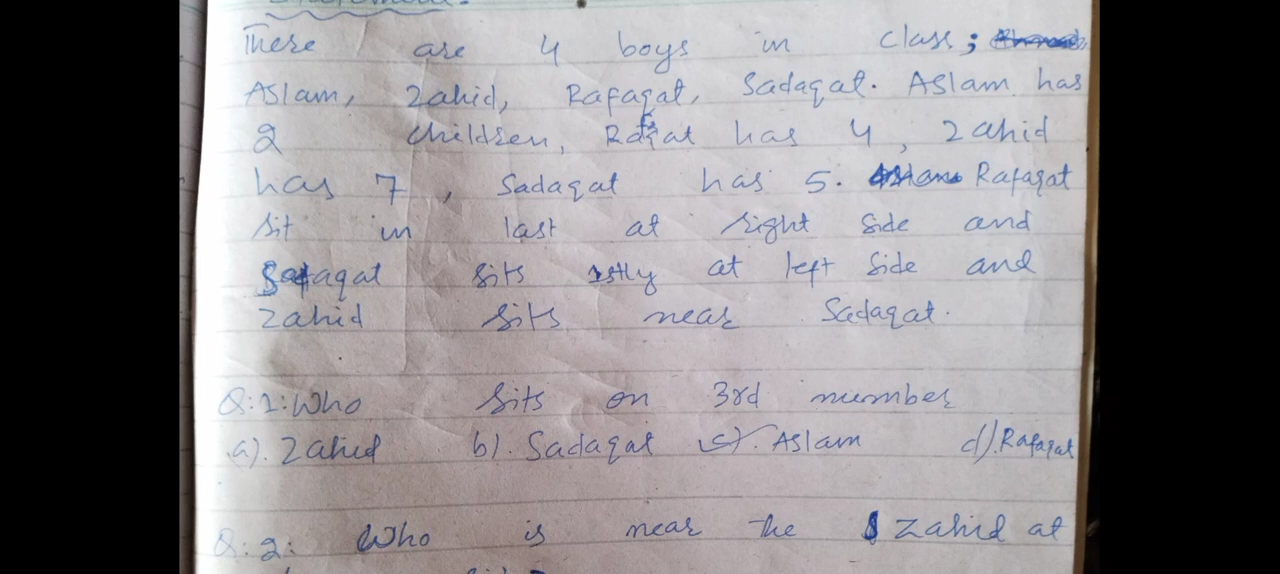 Statement:
There are 4 boys in class;
Aslam, Zahid, Rafaqat, Sadaqat. Aslam has
2 children, Rafqat has 4, Zahid
has 7, Sadaqat has 5. Rafaqat
sit in last at right side and
Sadaqat sits 1stly at left side and
Zahid sits near Sadaqat.
Q:1: Who sits on 3rd number
a). Zahid b). Sadaqat c). Aslam d). Rafaqat
Q:2: Who is near the Zahid at